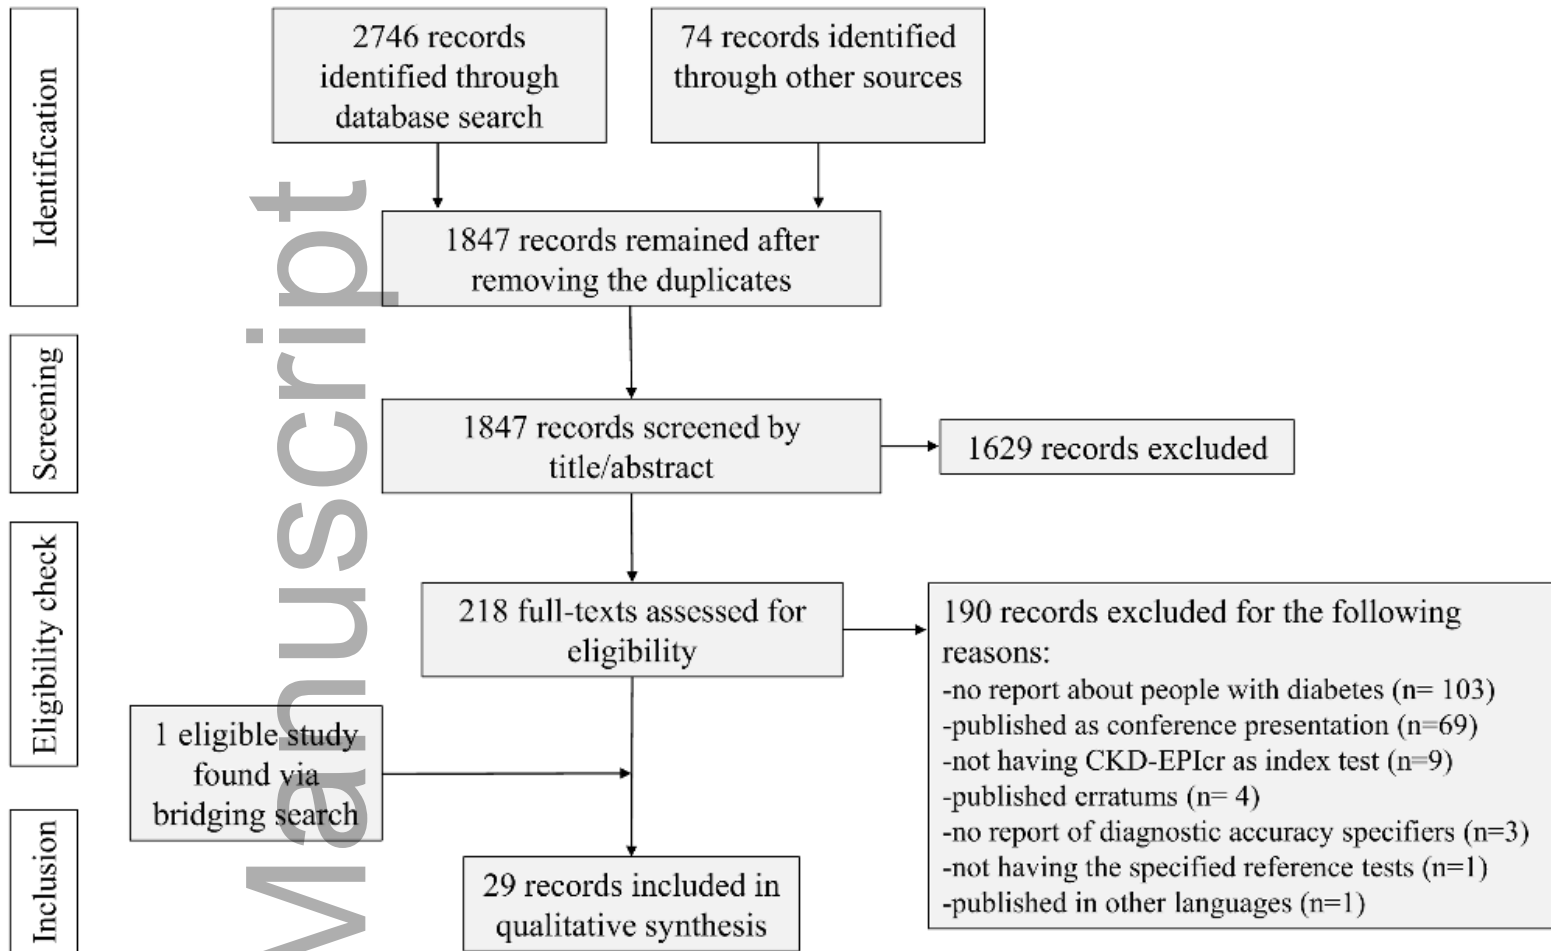 Identification
2746 records
identified through
database search
74 records identified
through other sources
1847 records remained after
removing the duplicates
Screening
1847 records screened by
title/abstract
1629 records excluded
Eligibility check
218 full-texts assessed for
eligibility
190 records excluded for the following
reasons:
-no report about people with diabetes (n= 103)
-published as conference presentation (n=69)
-not having CKD-EPIcr as index test (n=9)
-published erratums (n= 4)
-no report of diagnostic accuracy specifiers (n=3)
-not having the specified reference tests (n=1)
-published in other languages (n=1)
1 eligible study
found via
bridging search
Inclusion
29 records included in
qualitative synthesis
Manuscript